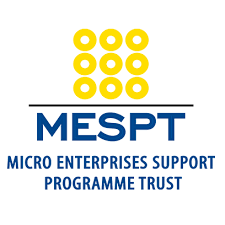 MESPT
MICRO ENTERPRISES SUPPORT
PROGRAMME TRUST